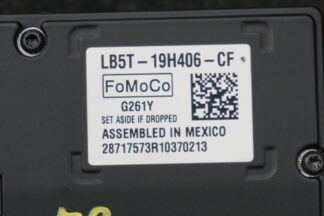 LB5T-19H406-CF
FoMoCo
G261Y
SET ASIDE IF DROPPED
ASSEMBLED IN MEXICO
28717573R10370213